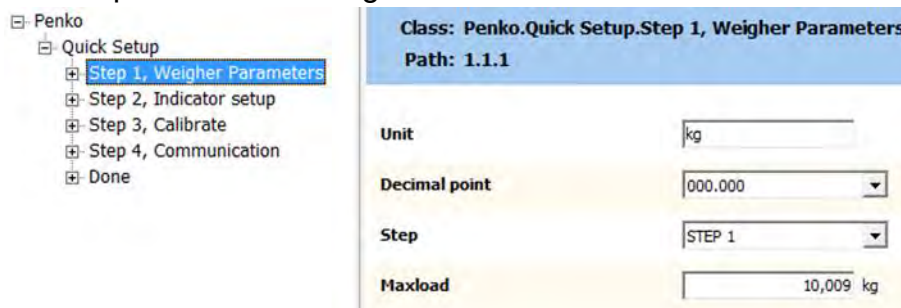 Penko
Quick Setup
Step 1, Weigher Parameters
Step 2, Indicator setup
Step 3, Calibrate
Step 4, Communication
Done
Class: Penko.Quick Setup.Step 1, Weigher Parameters
Path: 1.1.1
Unit kg
Decimal point 000.000
Step STEP 1
Maxload 10,009 kg